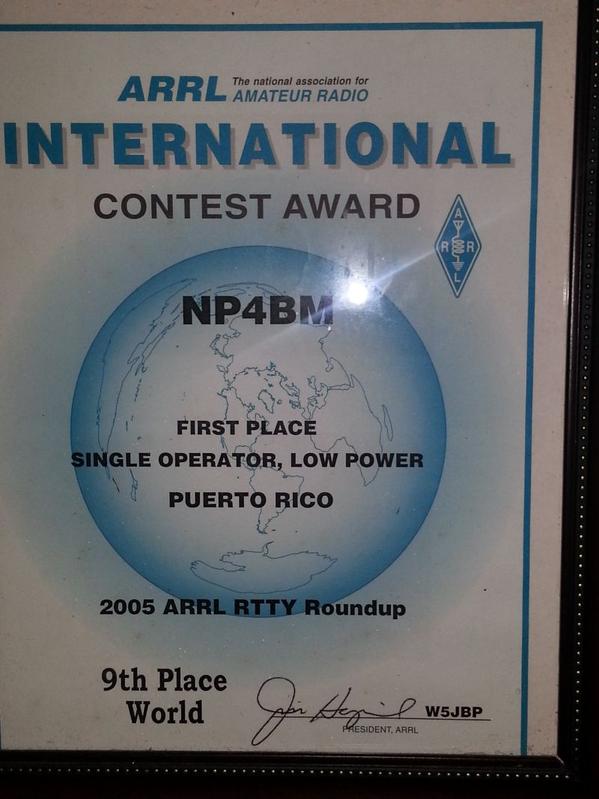 ARRL The national association for
AMATEUR RADIO
INTERNATIONAL
CONTEST AWARD
A
R R
L
NP4BM
FIRST PLACE
SINGLE OPERATOR, LOW POWER
PUERTO RICO
2005 ARRL RTTY Roundup
9th Place
World
W5JBP
PRESIDENT, ARRL